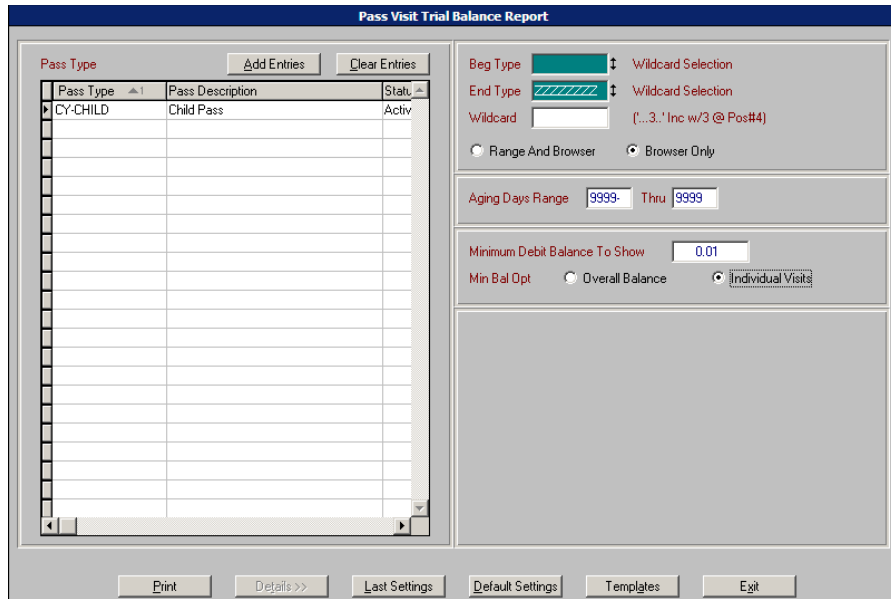 Pass Visit Trial Balance Report
Pass Type
Add Entries
Clear Entries
Pass Type 1
Pass Description
Statu
CY-CHILD
Child Pass
Activ
Beg Type
Wildcard Selection
End Type ZZZZZZZZZ
Wildcard Selection
Wildcard
('...3..' Inc w/3 @ Pos#4)
Range And Browser
Browser Only
Aging Days Range 9999- Thru 9999
Minimum Debit Balance To Show 0.01
Min Bal Opt
Overall Balance
Individual Visits
Print
Details >>
Last Settings
Default Settings
Templates
Exit